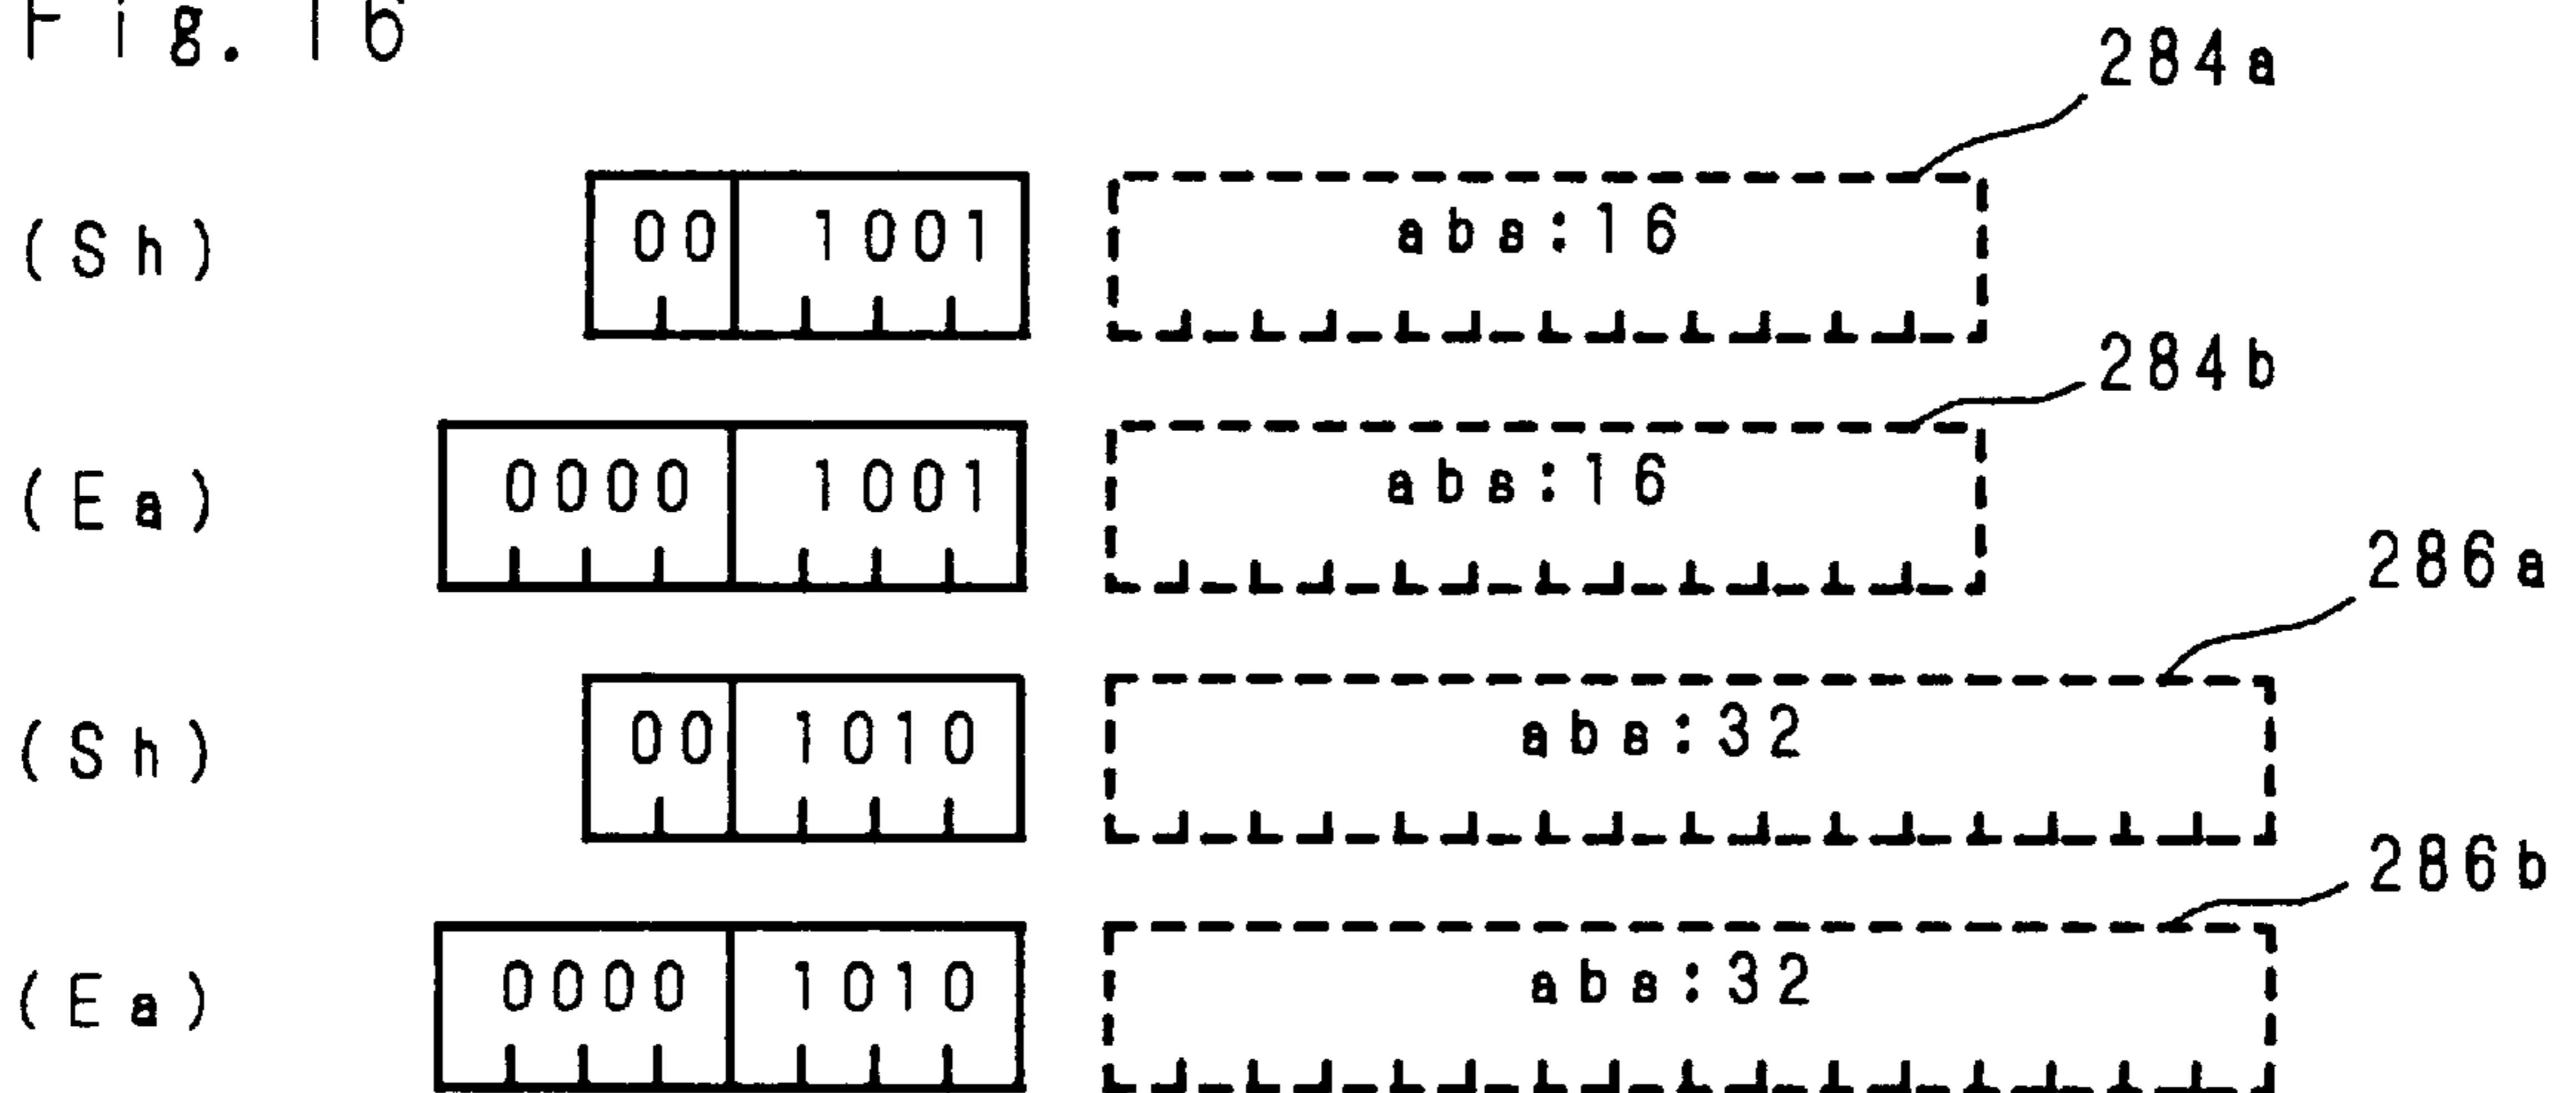 Fig. 16
284a
(Sh) 00 1001 abs:16
284b
(Ea) 0000 1001 abs:16
286a
(Sh) 00 1010 abs:32
286b
(Ea) 0000 1010 abs:32